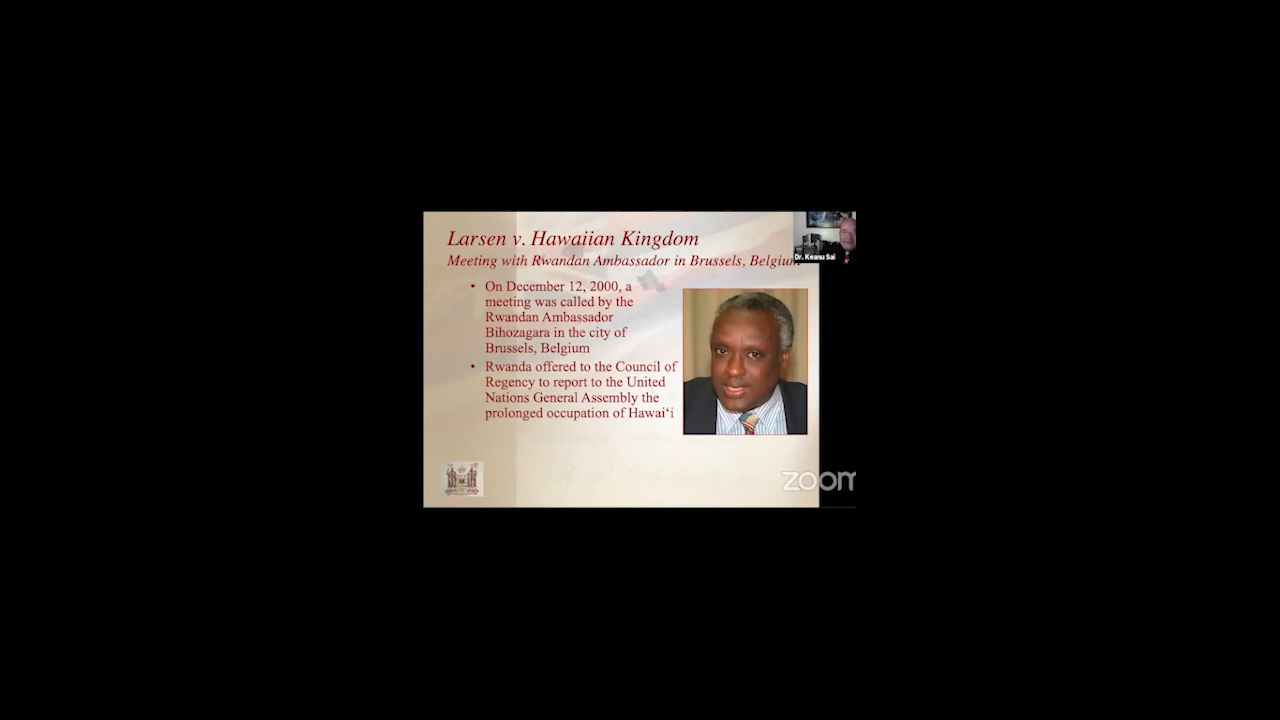 Larsen v. Hawaiian Kingdom
Meeting with Rwandan Ambassador in Brussels, Belgium
Dr. Keanu Sai
• On December 12, 2000, a
meeting was called by the
Rwandan Ambassador
Bihozagara in the city of
Brussels, Belgium
• Rwanda offered to the Council of
Regency to report to the United
Nations General Assembly the
prolonged occupation of Hawai‘i
zoom